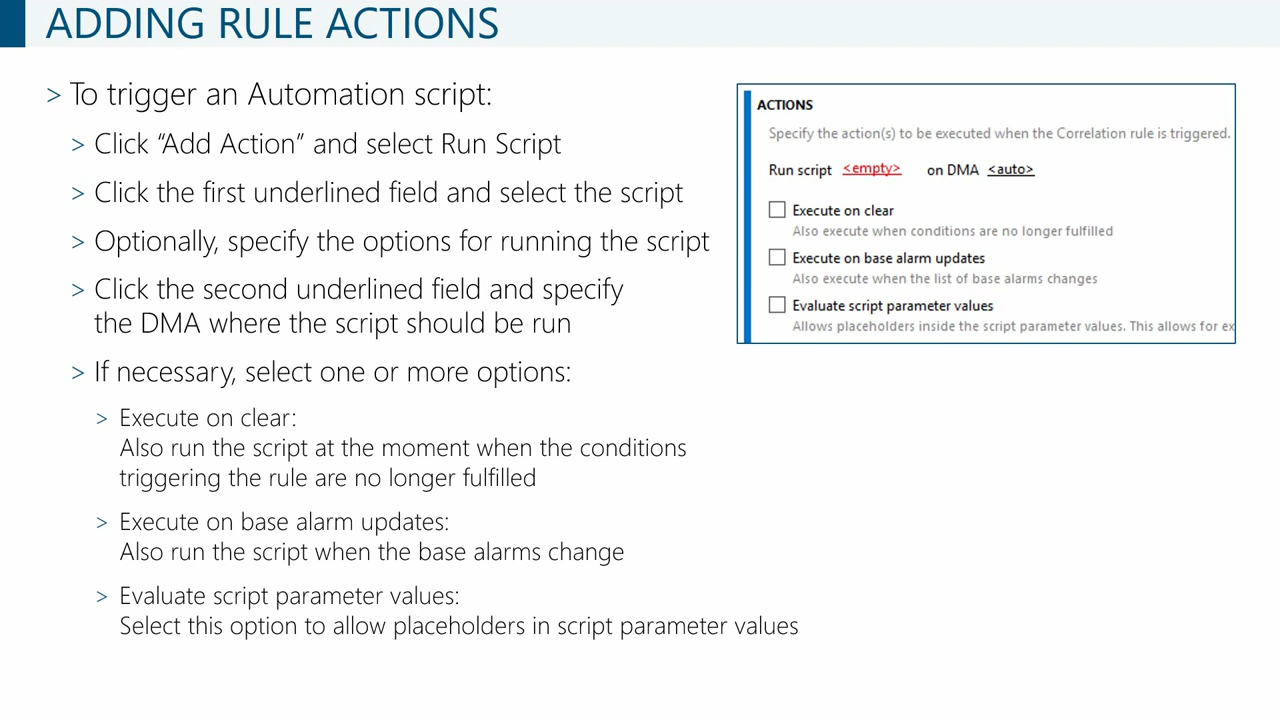 ADDING RULE ACTIONS
> To trigger an Automation script:
> Click “Add Action” and select Run Script
> Click the first underlined field and select the script
> Optionally, specify the options for running the script
> Click the second underlined field and specify
the DMA where the script should be run
> If necessary, select one or more options:
> Execute on clear:
Also run the script at the moment when the conditions
triggering the rule are no longer fulfilled
> Execute on base alarm updates:
Also run the script when the base alarms change
> Evaluate script parameter values:
Select this option to allow placeholders in script parameter values
ACTIONS
Specify the action(s) to be executed when the Correlation rule is triggered.
Run script <empty> on DMA <auto>
Execute on clear
Also execute when conditions are no longer fulfilled
Execute on base alarm updates
Also execute when the list of base alarms changes
Evaluate script parameter values
Allows placeholders inside the script parameter values. This allows for ex